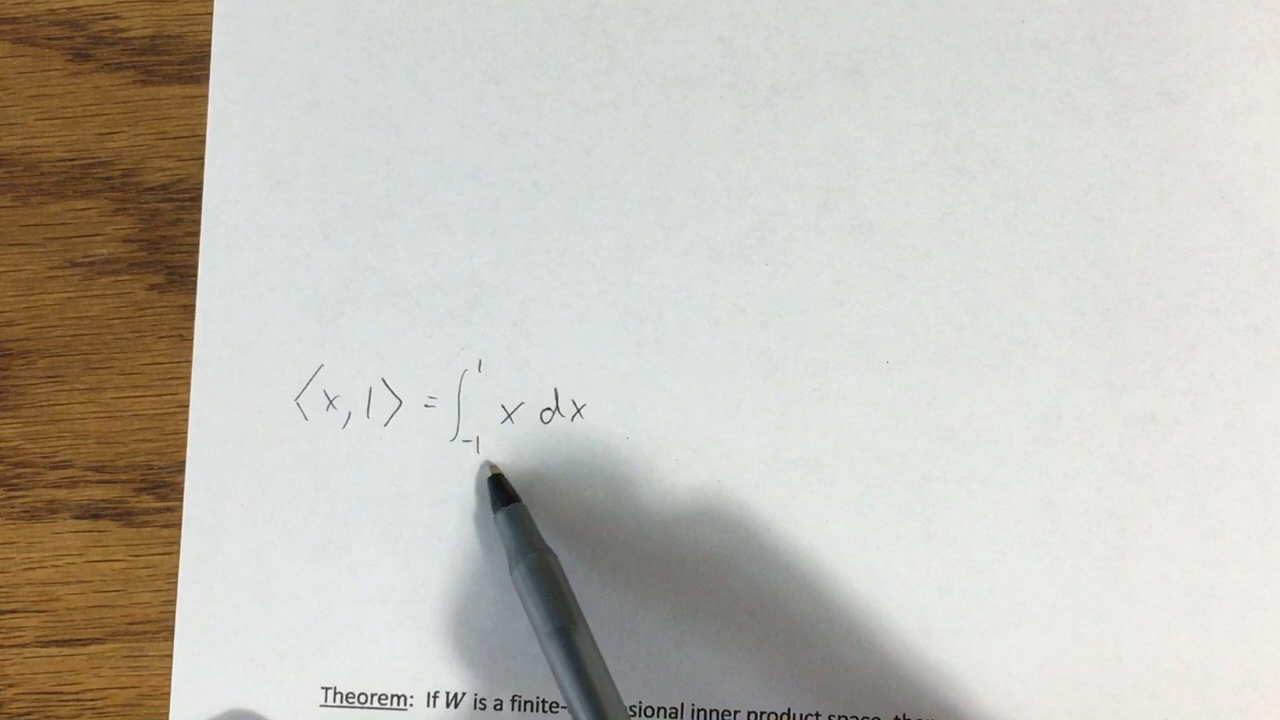 ⟨x, 1⟩ = ∫_{-1}^{1} x dx
Theorem: If W is a finite- sional inner product space,